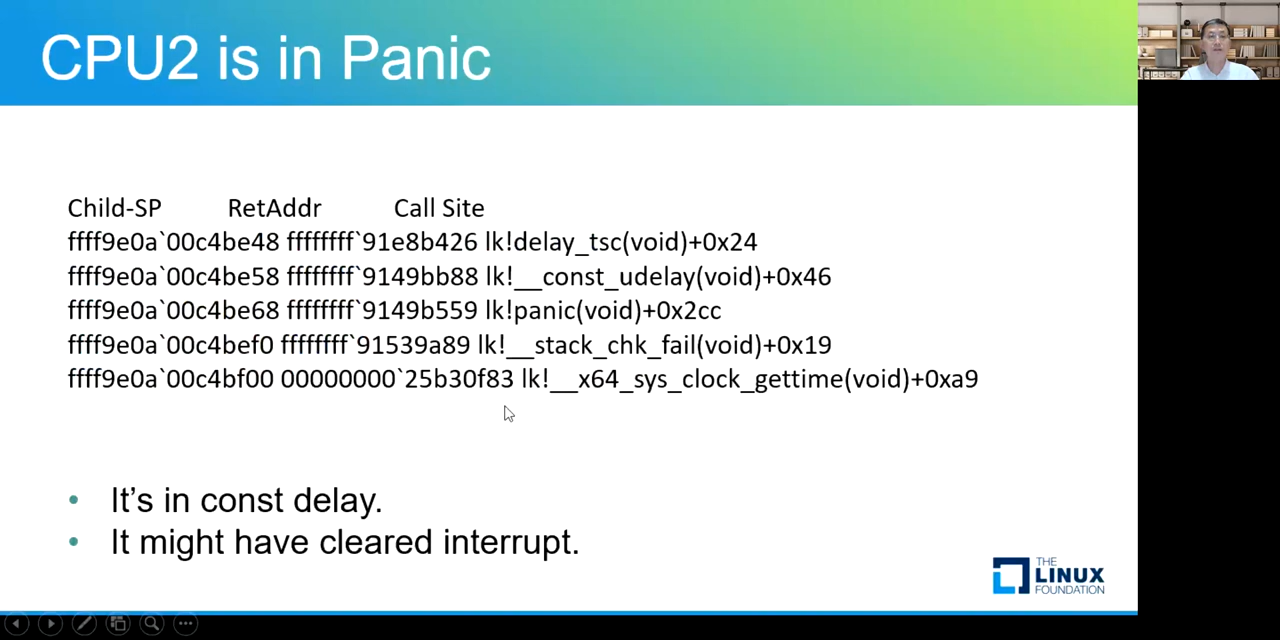 CPU2 is in Panic
Child-SP RetAddr Call Site
ffff9e0a`00c4be48 ffffffff`91e8b426 lk!delay_tsc(void)+0x24
ffff9e0a`00c4be58 ffffffff`9149bb88 lk!__const_udelay(void)+0x46
ffff9e0a`00c4be68 ffffffff`9149b559 lk!panic(void)+0x2cc
ffff9e0a`00c4bef0 ffffffff`91539a89 lk!__stack_chk_fail(void)+0x19
ffff9e0a`00c4bf00 00000000`25b30f83 lk!__x64_sys_clock_gettime(void)+0xa9
• It’s in const delay.
• It might have cleared interrupt.
THE
LINUX
FOUNDATION